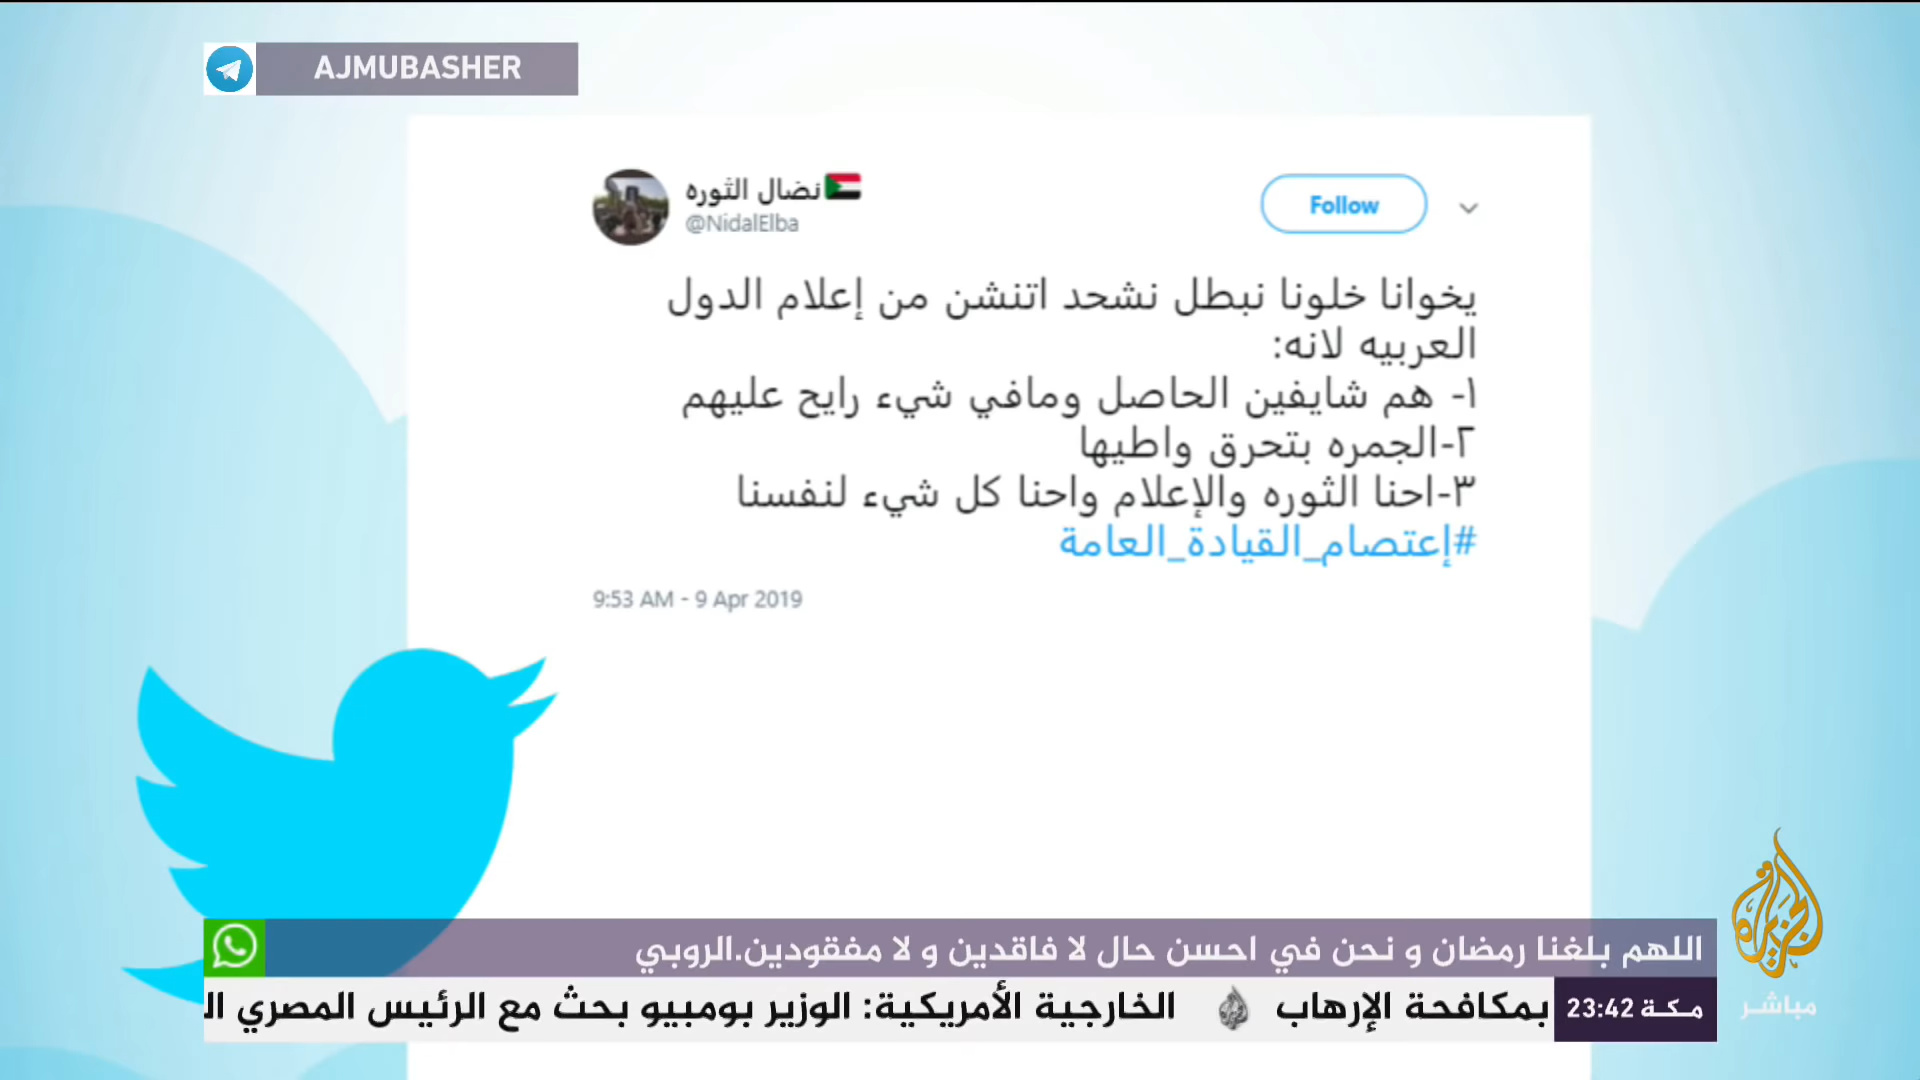 AJMUBASHER
نضال الثوره
@NidalElba
Follow
يخوانا خلونا نبطل نشحد اتنشن من إعلام الدول
العربيه لانه:
١- هم شايفين الحاصل ومافي شيء رايح عليهم
٢-الجمره بتحرق واطيها
٣-احنا الثوره والإعلام واحنا كل شيء لنفسنا
#إعتصام_القيادة_العامة
9:53 AM - 9 Apr 2019
اللهم بلغنا رمضان و نحن في احسن حال لا فاقدين و لا مفقودين.الروبي
مكة 23:42
بمكافحة الإرهاب الخارجية الأمريكية: الوزير بومبيو بحث مع الرئيس المصري ال
الجزيرة
مباشر